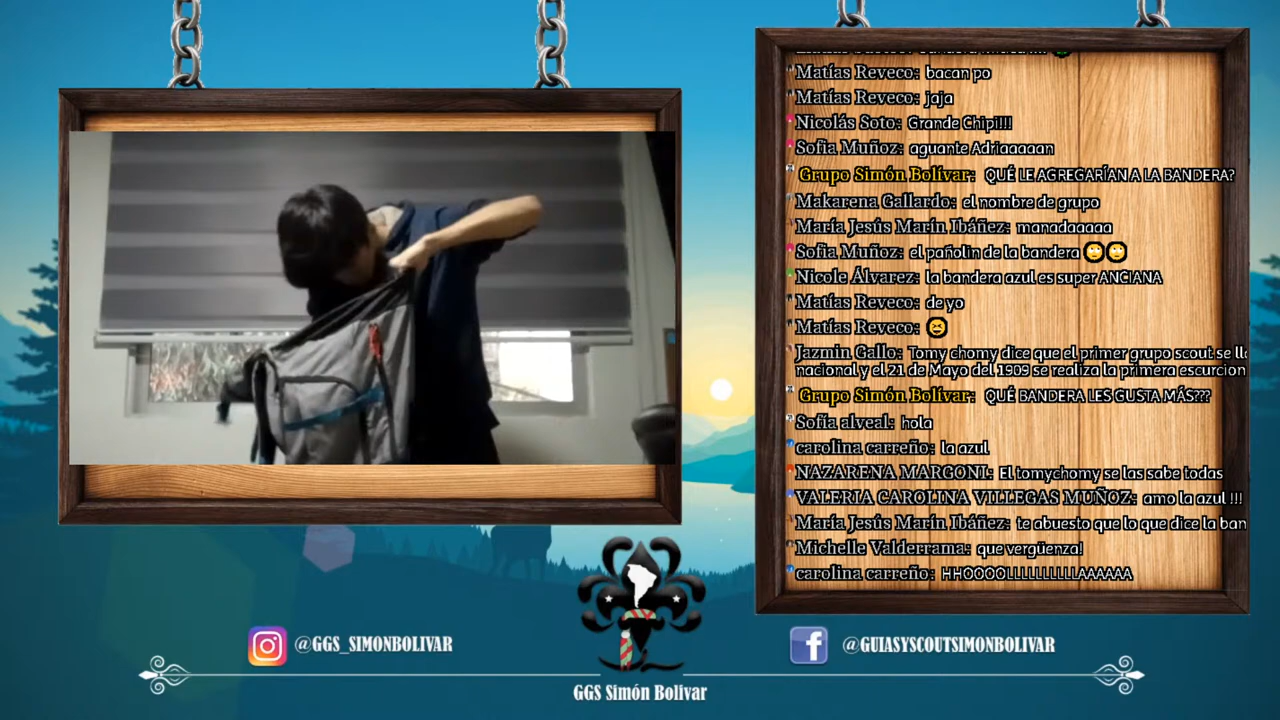 Matías Reveco: bacan po
Matías Reveco: jaja
Nicolás Soto: Grande Chipi!!!
Sofia Muñoz: aguante Adriaaaaan
Grupo Simón Bolívar: QUÉ LE AGREGARÍAN A LA BANDERA?
Makarena Gallardo: el nombre de grupo
María Jesús Marín Ibáñez: manadaaaaa
Sofia Muñoz: el pañolin de la bandera 🙄🙄
Nicole Álvarez: la bandera azul es super ANCIANA
Matías Reveco: de yo
Matías Reveco: 😆
Jazmin Gallo: Tomy chomy dice que el primer grupo scout se
nacional y el 21 de Mayo del 1909 se realiza la primera escurcion
Grupo Simón Bolívar: QUÉ BANDERA LES GUSTA MÁS???
Sofía alveal: hola
carolina carreño: la azul
NAZARENA MARGONI: El tomychomy se las sabe todas
VALERIA CAROLINA VILLEGAS MUÑOZ: amo la azul !!!
María Jesús Marín Ibáñez: te abuesto que lo que dice la ban
Michelle Valderrama: que vergüenza!
carolina carreño: HHOOOOLLLLLLLLLLAAAAAA
@GGS_SIMONBOLIVAR
@GUIASYSCOUTSIMONBOLIVAR
GGS Simón Bolívar